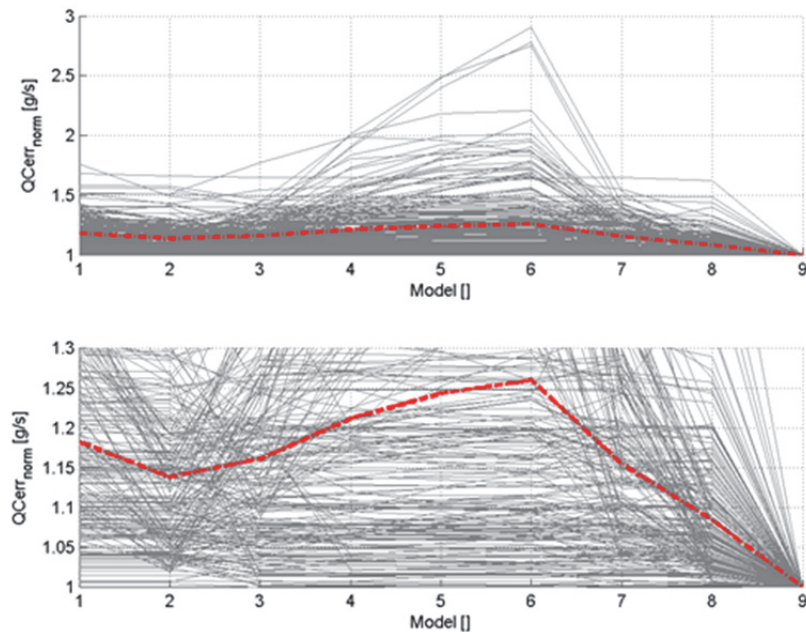 3
2.5
2
1.5
1
QCerr_norm [g/s]
1 2 3 4 5 6 7 8 9
Model []
1.3
1.25
1.2
1.15
1.1
1.05
1
QCerr_norm [g/s]
1 2 3 4 5 6 7 8 9
Model []